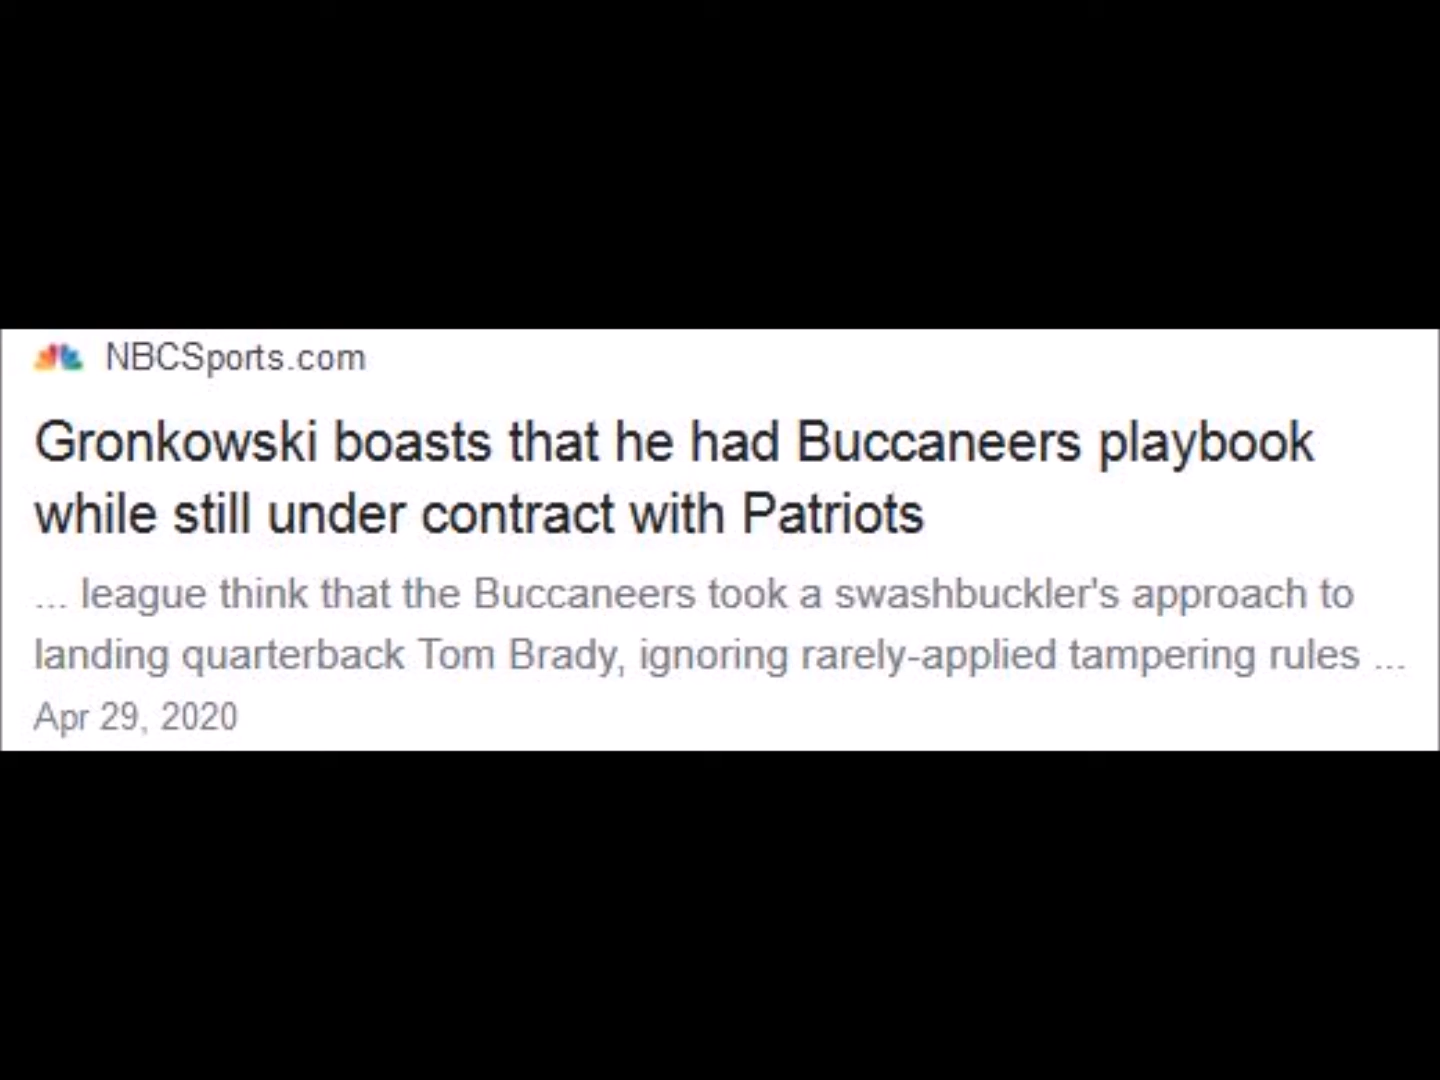 NBCSports.com
Gronkowski boasts that he had Buccaneers playbook
while still under contract with Patriots
... league think that the Buccaneers took a swashbuckler's approach to
landing quarterback Tom Brady, ignoring rarely-applied tampering rules ...
Apr 29, 2020